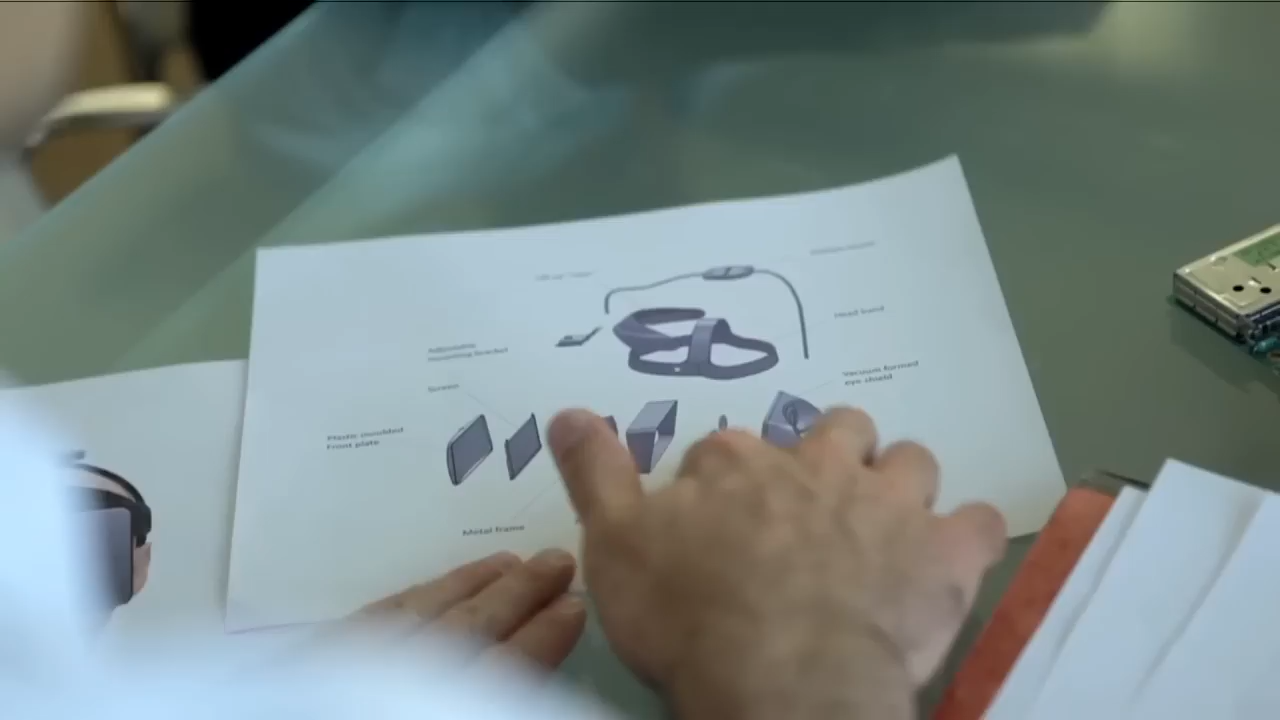 Head band
Adjustable
mounting bracket
Vacuum formed
eye shield
Screen
Plastic moulded
Front plate
Metal frame